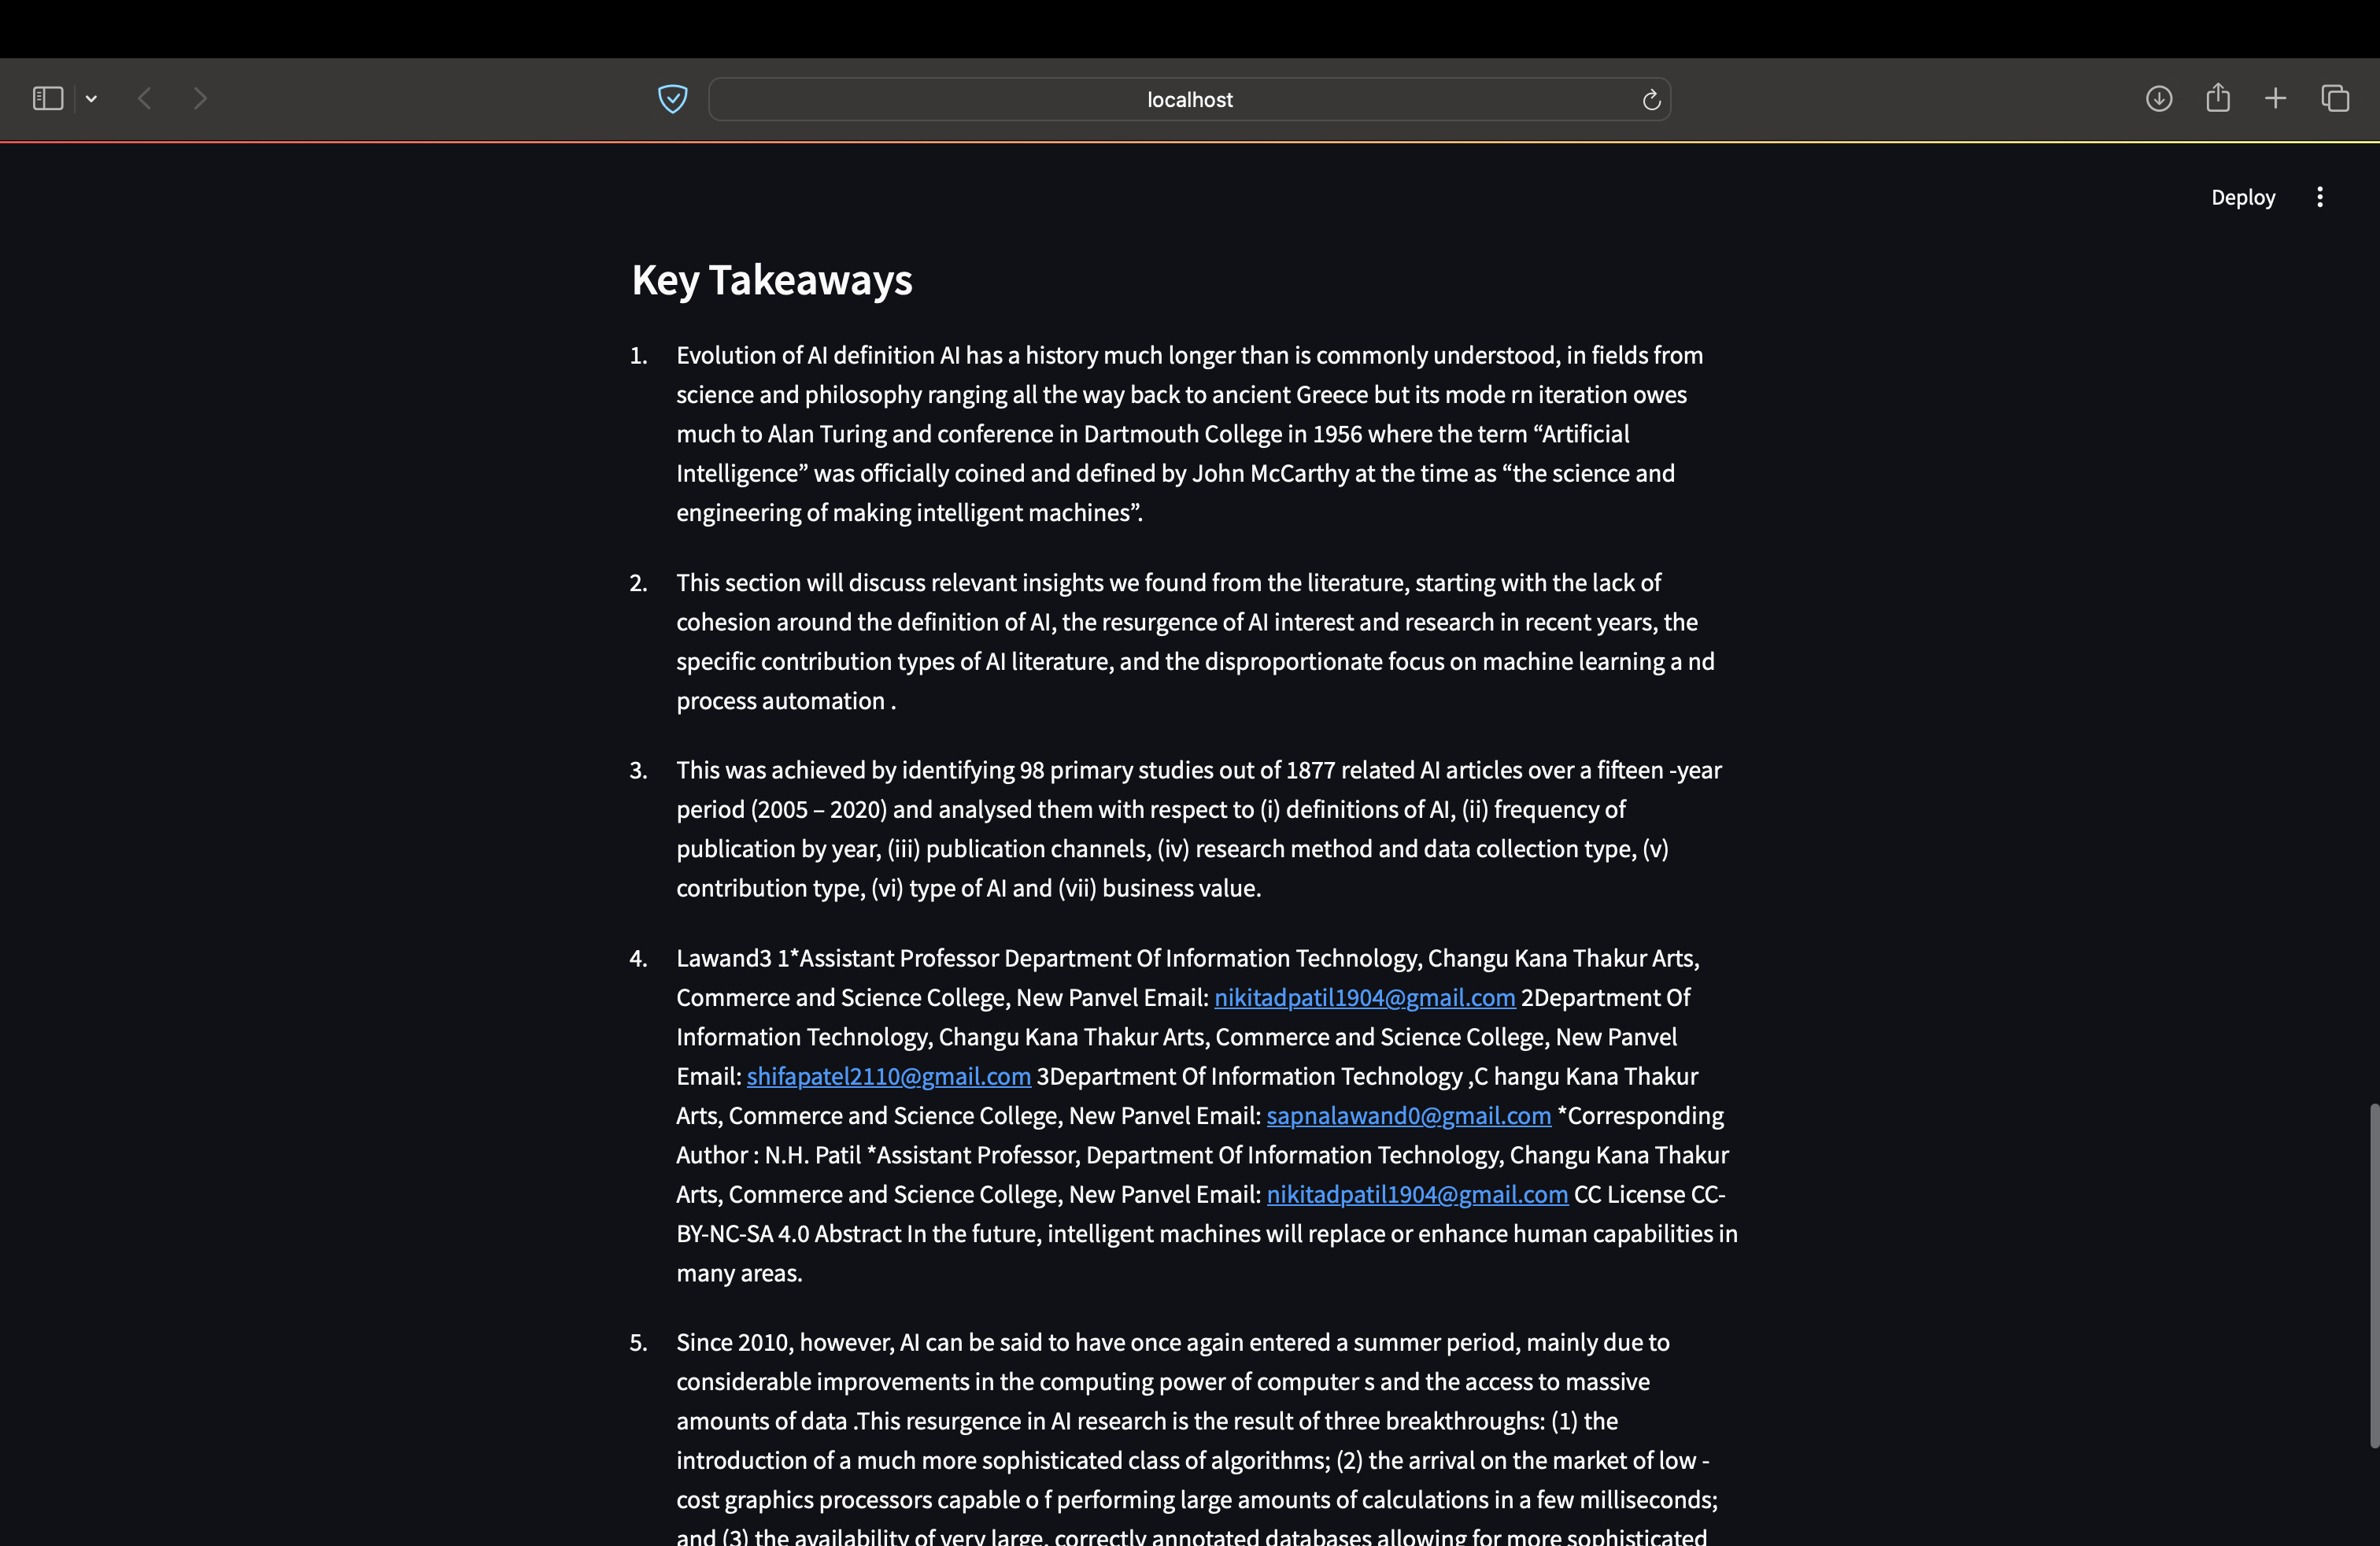 localhost
Deploy
Key Takeaways
1. Evolution of AI definition AI has a history much longer than is commonly understood, in fields from
science and philosophy ranging all the way back to ancient Greece but its mode rn iteration owes
much to Alan Turing and conference in Dartmouth College in 1956 where the term “Artificial
Intelligence” was officially coined and defined by John McCarthy at the time as “the science and
engineering of making intelligent machines”.
2. This section will discuss relevant insights we found from the literature, starting with the lack of
cohesion around the definition of AI, the resurgence of AI interest and research in recent years, the
specific contribution types of AI literature, and the disproportionate focus on machine learning a nd
process automation .
3. This was achieved by identifying 98 primary studies out of 1877 related AI articles over a fifteen -year
period (2005 – 2020) and analysed them with respect to (i) definitions of AI, (ii) frequency of
publication by year, (iii) publication channels, (iv) research method and data collection type, (v)
contribution type, (vi) type of AI and (vii) business value.
4. Lawand3 1*Assistant Professor Department Of Information Technology, Changu Kana Thakur Arts,
Commerce and Science College, New Panvel Email: nikitadpatil1904@gmail.com 2Department Of
Information Technology, Changu Kana Thakur Arts, Commerce and Science College, New Panvel
Email: shifapatel2110@gmail.com 3Department Of Information Technology ,C hangu Kana Thakur
Arts, Commerce and Science College, New Panvel Email: sapnalawand0@gmail.com *Corresponding
Author : N.H. Patil *Assistant Professor, Department Of Information Technology, Changu Kana Thakur
Arts, Commerce and Science College, New Panvel Email: nikitadpatil1904@gmail.com CC License CC-
BY-NC-SA 4.0 Abstract In the future, intelligent machines will replace or enhance human capabilities in
many areas.
5. Since 2010, however, AI can be said to have once again entered a summer period, mainly due to
considerable improvements in the computing power of computer s and the access to massive
amounts of data .This resurgence in AI research is the result of three breakthroughs: (1) the
introduction of a much more sophisticated class of algorithms; (2) the arrival on the market of low -
cost graphics processors capable o f performing large amounts of calculations in a few milliseconds;
and (3) the availability of very large, correctly annotated databases allowing for more sophisticated